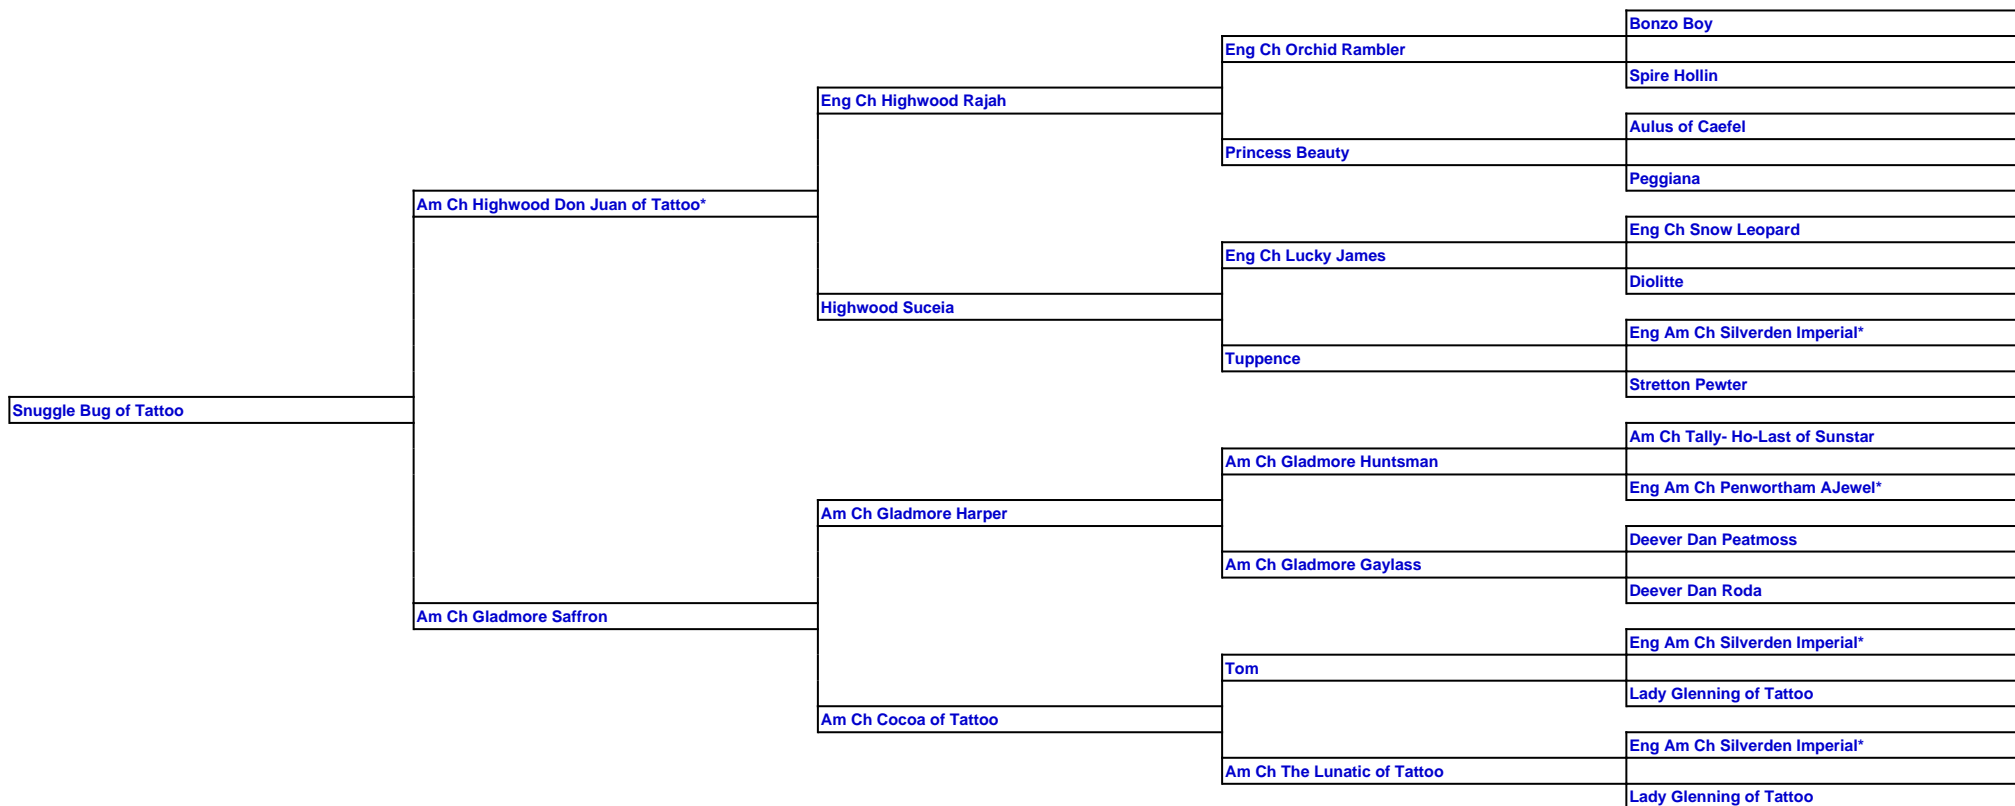 Bonzo Boy
Eng Ch Orchid Rambler
Spire Hollin
Eng Ch Highwood Rajah
Aulus of Caefel
Princess Beauty
Peggiana
Am Ch Highwood Don Juan of Tattoo*
Eng Ch Snow Leopard
Eng Ch Lucky James
Diolitte
Highwood Suceia
Eng Am Ch Silverden Imperial*
Tuppence
Stretton Pewter
Snuggle Bug of Tattoo
Am Ch Tally- Ho-Last of Sunstar
Am Ch Gladmore Huntsman
Eng Am Ch Penwortham AJewel*
Am Ch Gladmore Harper
Deever Dan Peatmoss
Am Ch Gladmore Gaylass
Deever Dan Roda
Am Ch Gladmore Saffron
Eng Am Ch Silverden Imperial*
Tom
Lady Glenning of Tattoo
Am Ch Cocoa of Tattoo
Eng Am Ch Silverden Imperial*
Am Ch The Lunatic of Tattoo
Lady Glenning of Tattoo